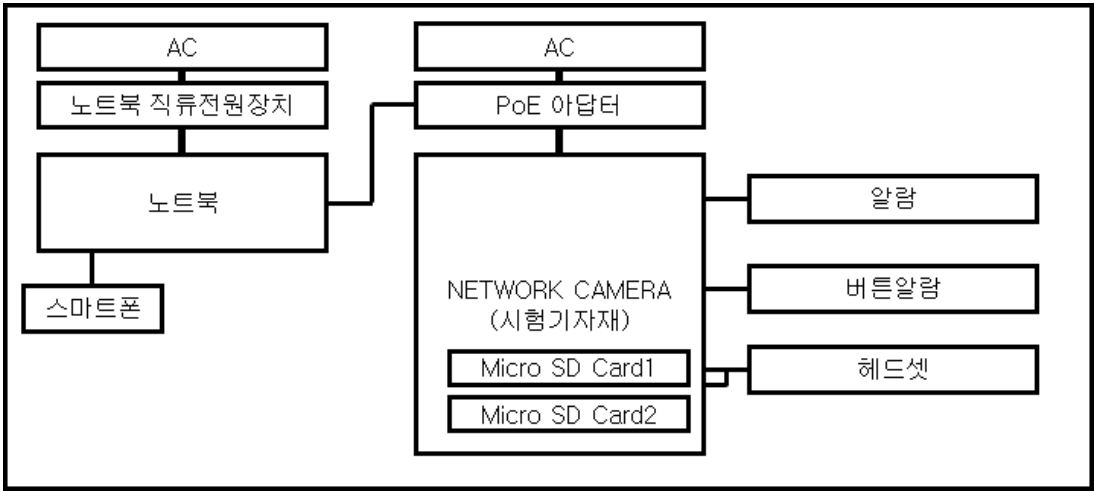 AC
노트북 직류전원장치
노트북
스마트폰
AC
PoE 아답터
NETWORK CAMERA
(시험기자재)
Micro SD Card1
Micro SD Card2
알람
버튼알람
헤드셋